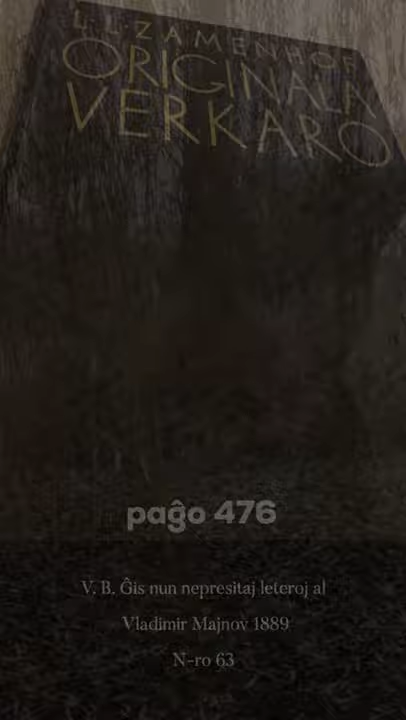 L.L.ZAMENHOF
ORIGINALA
VERKARO
paĝo 476
V. B. Ĝis nun nepresitaj leteroj al
Vladimir Majnov 1889
N-ro 63